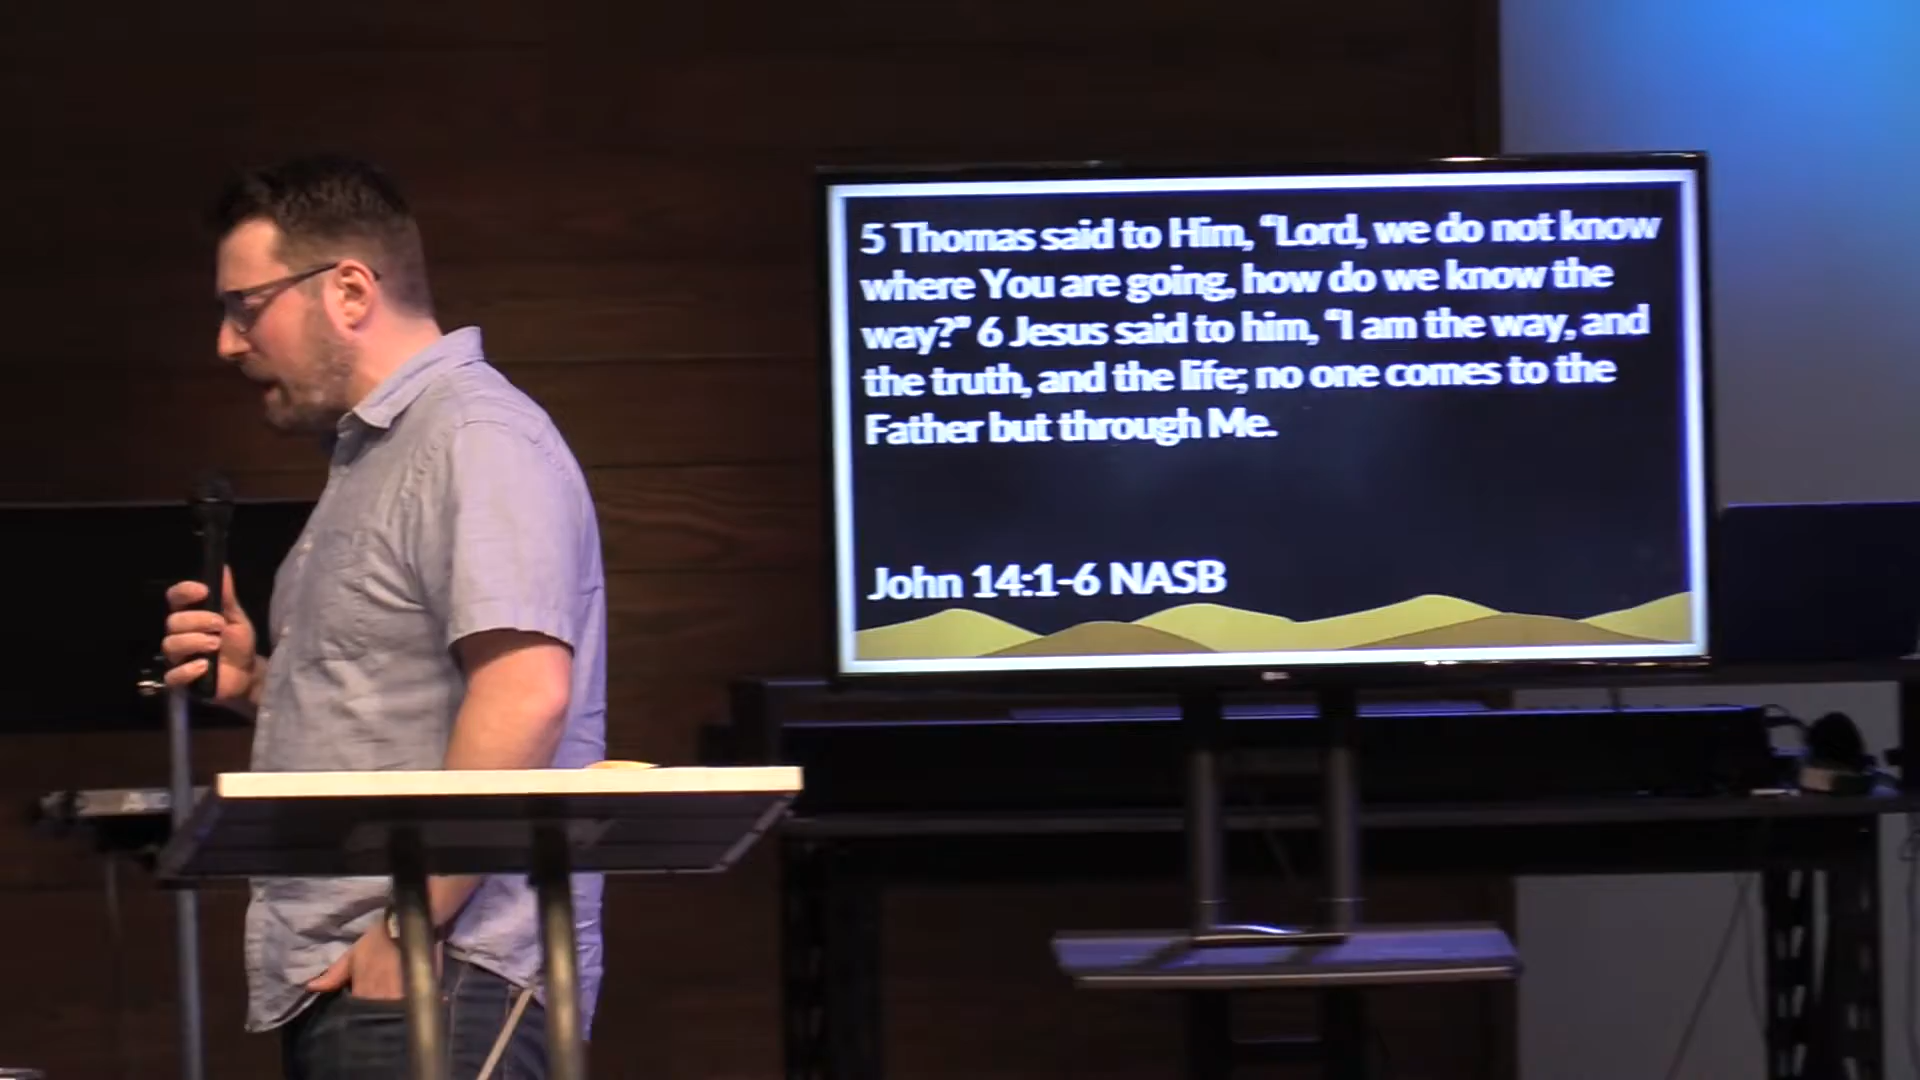 5 Thomas said to Him, “Lord, we do not know
where You are going, how do we know the
way?” 6 Jesus said to him, “I am the way, and
the truth, and the life; no one comes to the
Father but through Me.
John 14:1-6 NASB